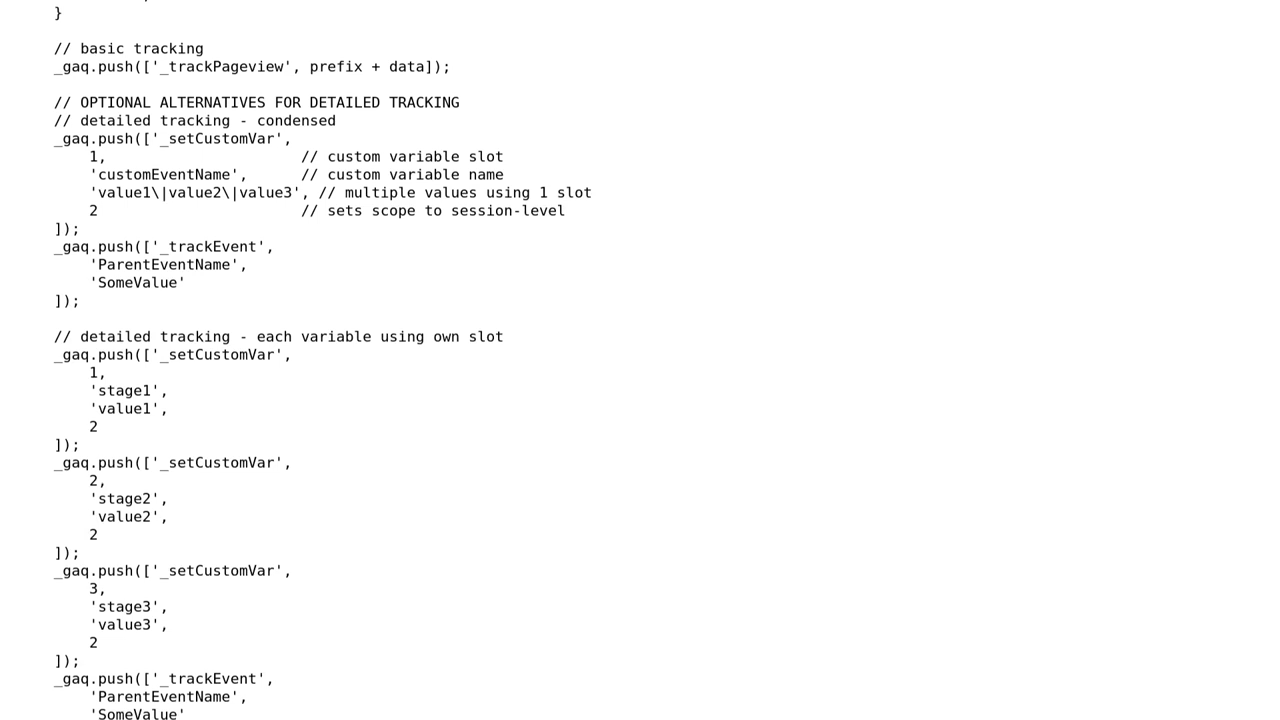 }
// basic tracking
_gaq.push(['_trackPageview', prefix + data]);
// OPTIONAL ALTERNATIVES FOR DETAILED TRACKING
// detailed tracking - condensed
_gaq.push(['_setCustomVar',
    1,                      // custom variable slot
    'customEventName',      // custom variable name
    'value1\|value2\|value3', // multiple values using 1 slot
    2                       // sets scope to session-level
]);
_gaq.push(['_trackEvent',
    'ParentEventName',
    'SomeValue'
]);
// detailed tracking - each variable using own slot
_gaq.push(['_setCustomVar',
    1,
    'stage1',
    'value1',
    2
]);
_gaq.push(['_setCustomVar',
    2,
    'stage2',
    'value2',
    2
]);
_gaq.push(['_setCustomVar',
    3,
    'stage3',
    'value3',
    2
]);
_gaq.push(['_trackEvent',
    'ParentEventName',
    'SomeValue'